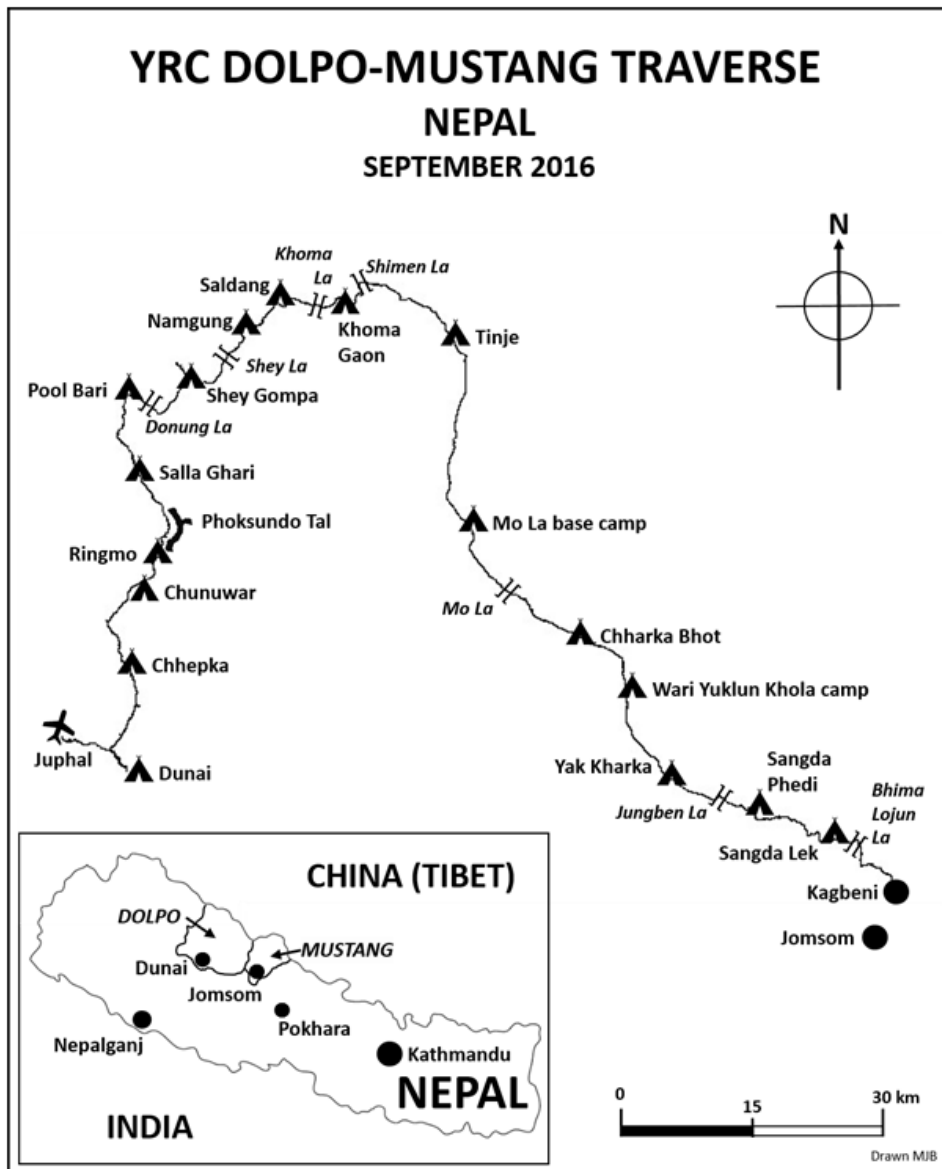 YRC DOLPO-MUSTANG TRAVERSE
NEPAL
SEPTEMBER 2016
N
Khoma
La
Shimen La
Saldang
Namgung
Khoma
Gaon
Tinje
Shey La
Pool Bari
Shey Gompa
Donung La
Salla Ghari
Phoksundo Tal
Mo La base camp
Ringmo
Chunuwar
Mo La
Chharka Bhot
Chhepka
Wari Yuklun Khola camp
Juphal
Dunai
Yak Kharka
Sangda
Phedi
Jungben La
Bhima
Lojun
La
Sangda Lek
Kagbeni
Jomsom
CHINA (TIBET)
DOLPO
MUSTANG
Dunai
Jomsom
Pokhara
Nepalganj
Kathmandu
NEPAL
INDIA
0
15
30 km
Drawn MJB